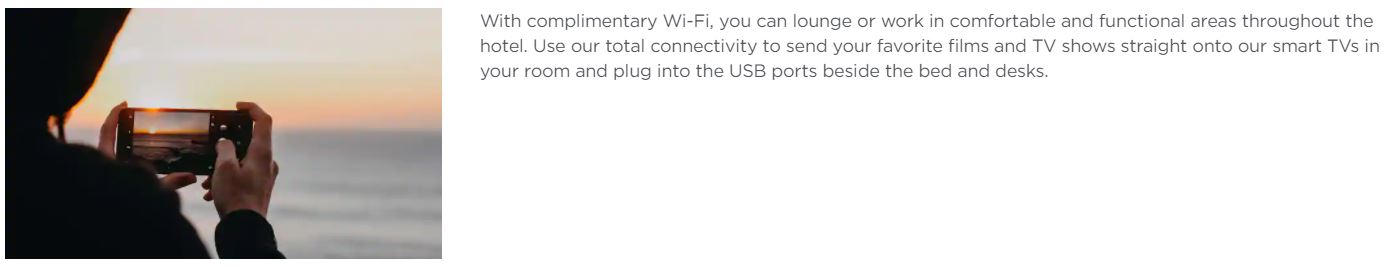 With complimentary Wi-Fi, you can lounge or work in comfortable and functional areas throughout the
hotel. Use our total connectivity to send your favorite films and TV shows straight onto our smart TVs in
your room and plug into the USB ports beside the bed and desks.